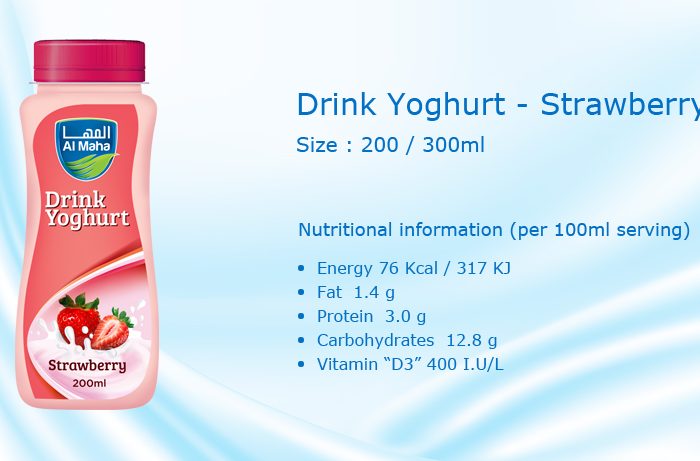 المها
Al Maha
Drink
Yoghurt
Strawberry
200ml
Drink Yoghurt - Strawberry
Size : 200 / 300ml
Nutritional information (per 100ml serving)
• Energy 76 Kcal / 317 KJ
• Fat  1.4 g
• Protein  3.0 g
• Carbohydrates  12.8 g
• Vitamin “D3” 400 I.U/L